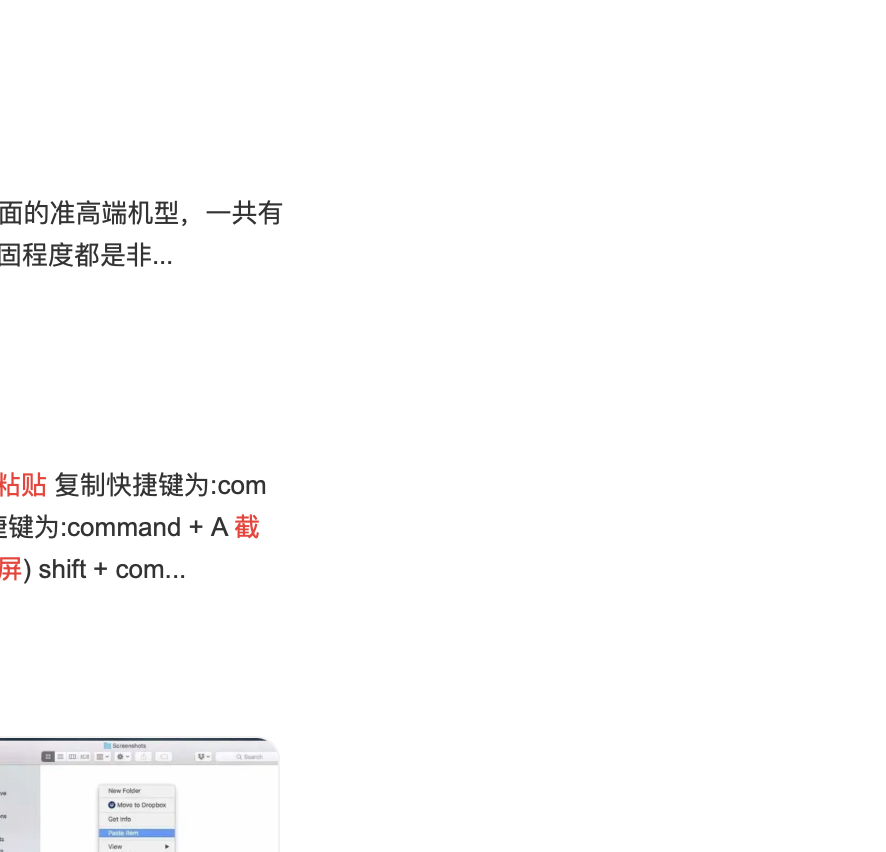 面的准高端机型，一共有
固程度都是非...
粘贴 复制快捷键为:com
捷键为:command + A 截
屏) shift + com...
Screenshots
Search
New Folder
Move to Dropbox
Get Info
Paste Item
View